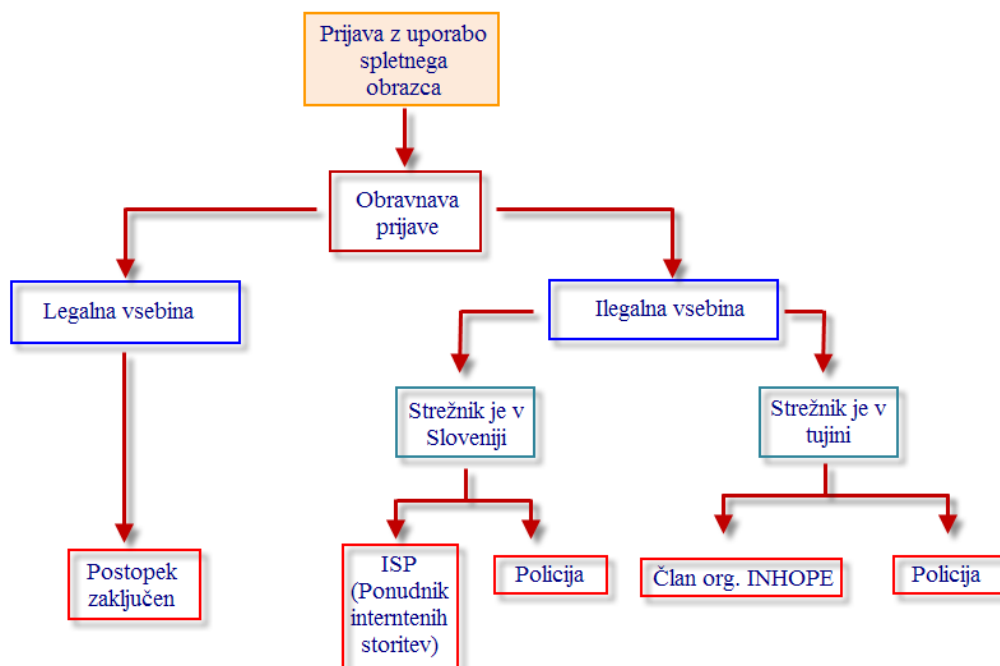 Prijava z uporabo
spletnega
obrazca
Obravnava
prijave
Legalna vsebina
Ilegalna vsebina
Strežnik je v
Sloveniji
Strežnik je v
tujini
Postopek
zaključen
ISP
(Ponudnik
interntenih
storitev)
Policija
Član org. INHOPE
Policija